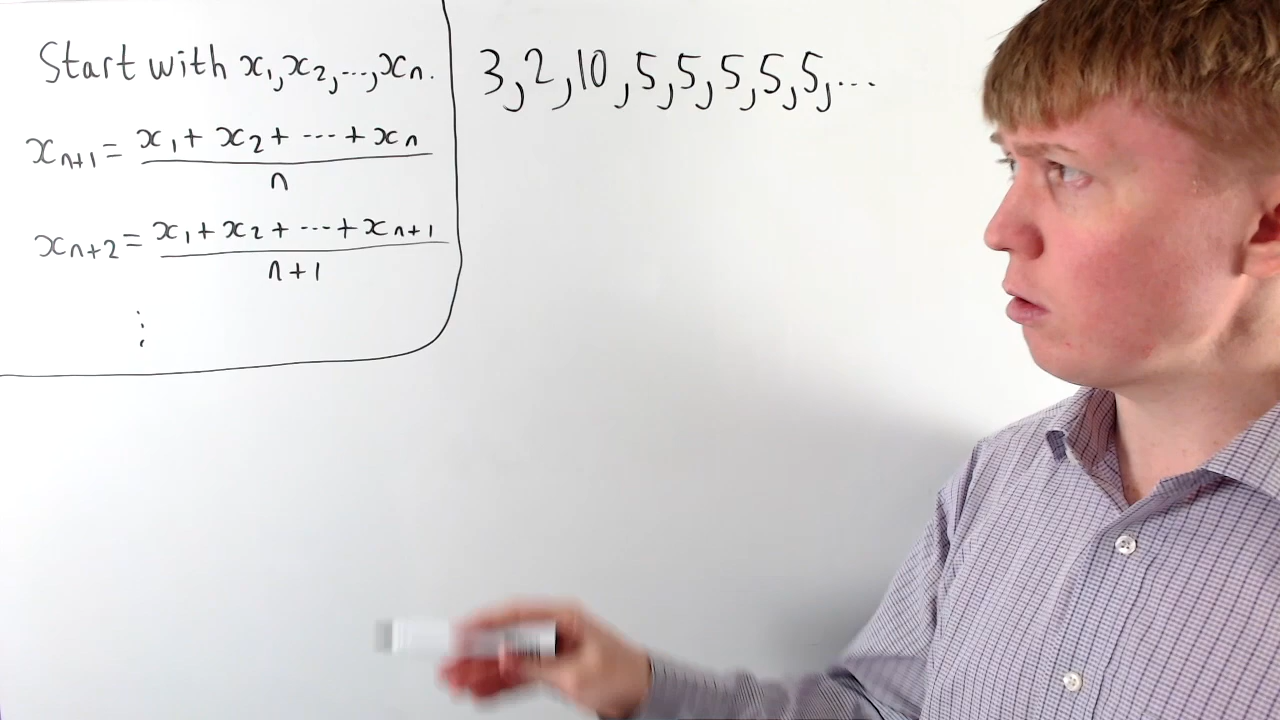 Start with x₁,x₂,...,xₙ.
xₙ₊₁ = (x₁ + x₂ + ... + xₙ)/n
xₙ₊₂ = (x₁ + x₂ + ... + xₙ₊₁)/(n+1)
⋮
3,2,10,5,5,5,5,5,...